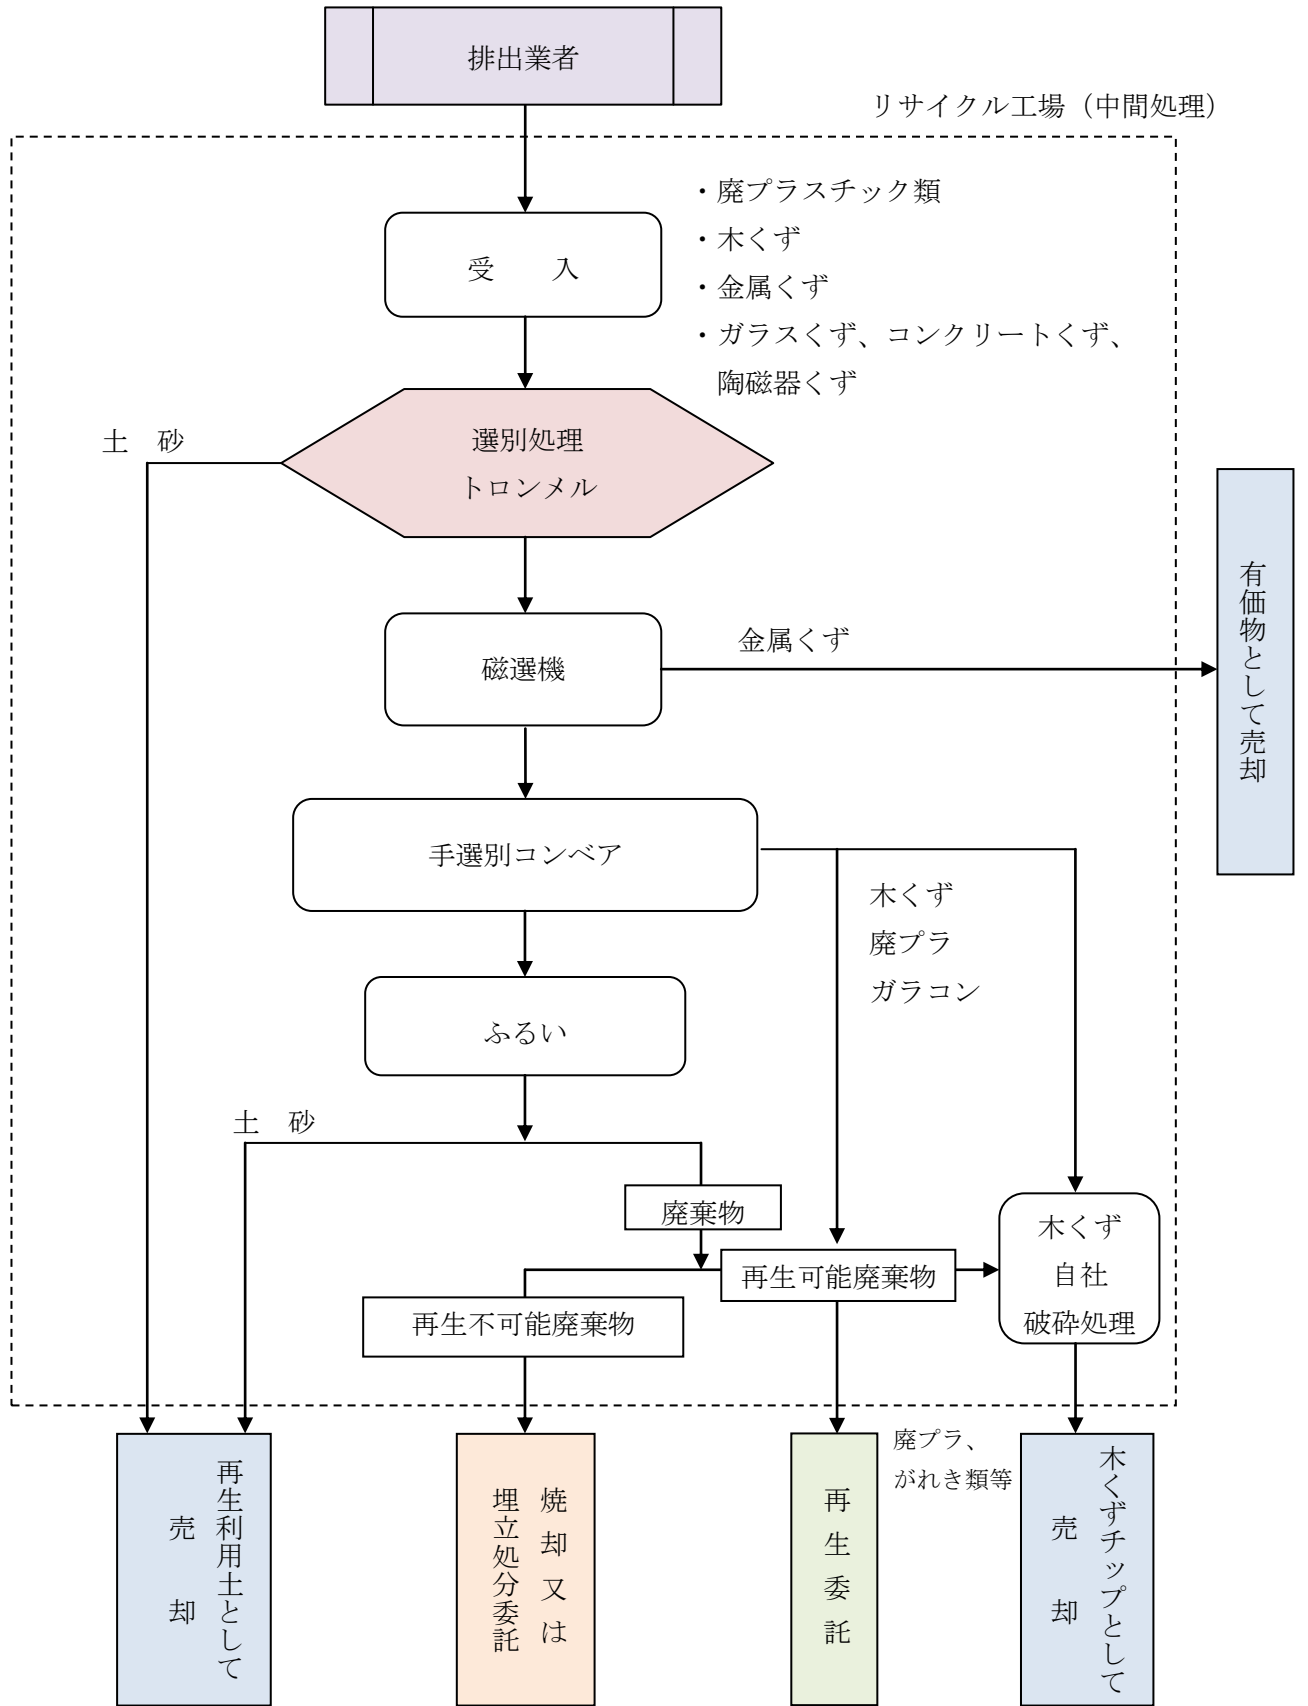 排出業者
リサイクル工場（中間処理）
・廃プラスチック類
・木くず
・金属くず
・ガラスくず、コンクリートくず、
陶磁器くず
受　　入
土　砂
選別処理
トロンメル
磁選機
金属くず
有価物として売却
手選別コンベア
木くず
廃プラ
ガラコン
ふるい
土　砂
廃棄物
再生可能廃棄物
再生不可能廃棄物
木くず
自社
破砕処理
再生利用土として
売　　却
焼却又は
埋立処分委託
再生委託
廃プラ、
がれき類等
木くずチップとして
売　　却